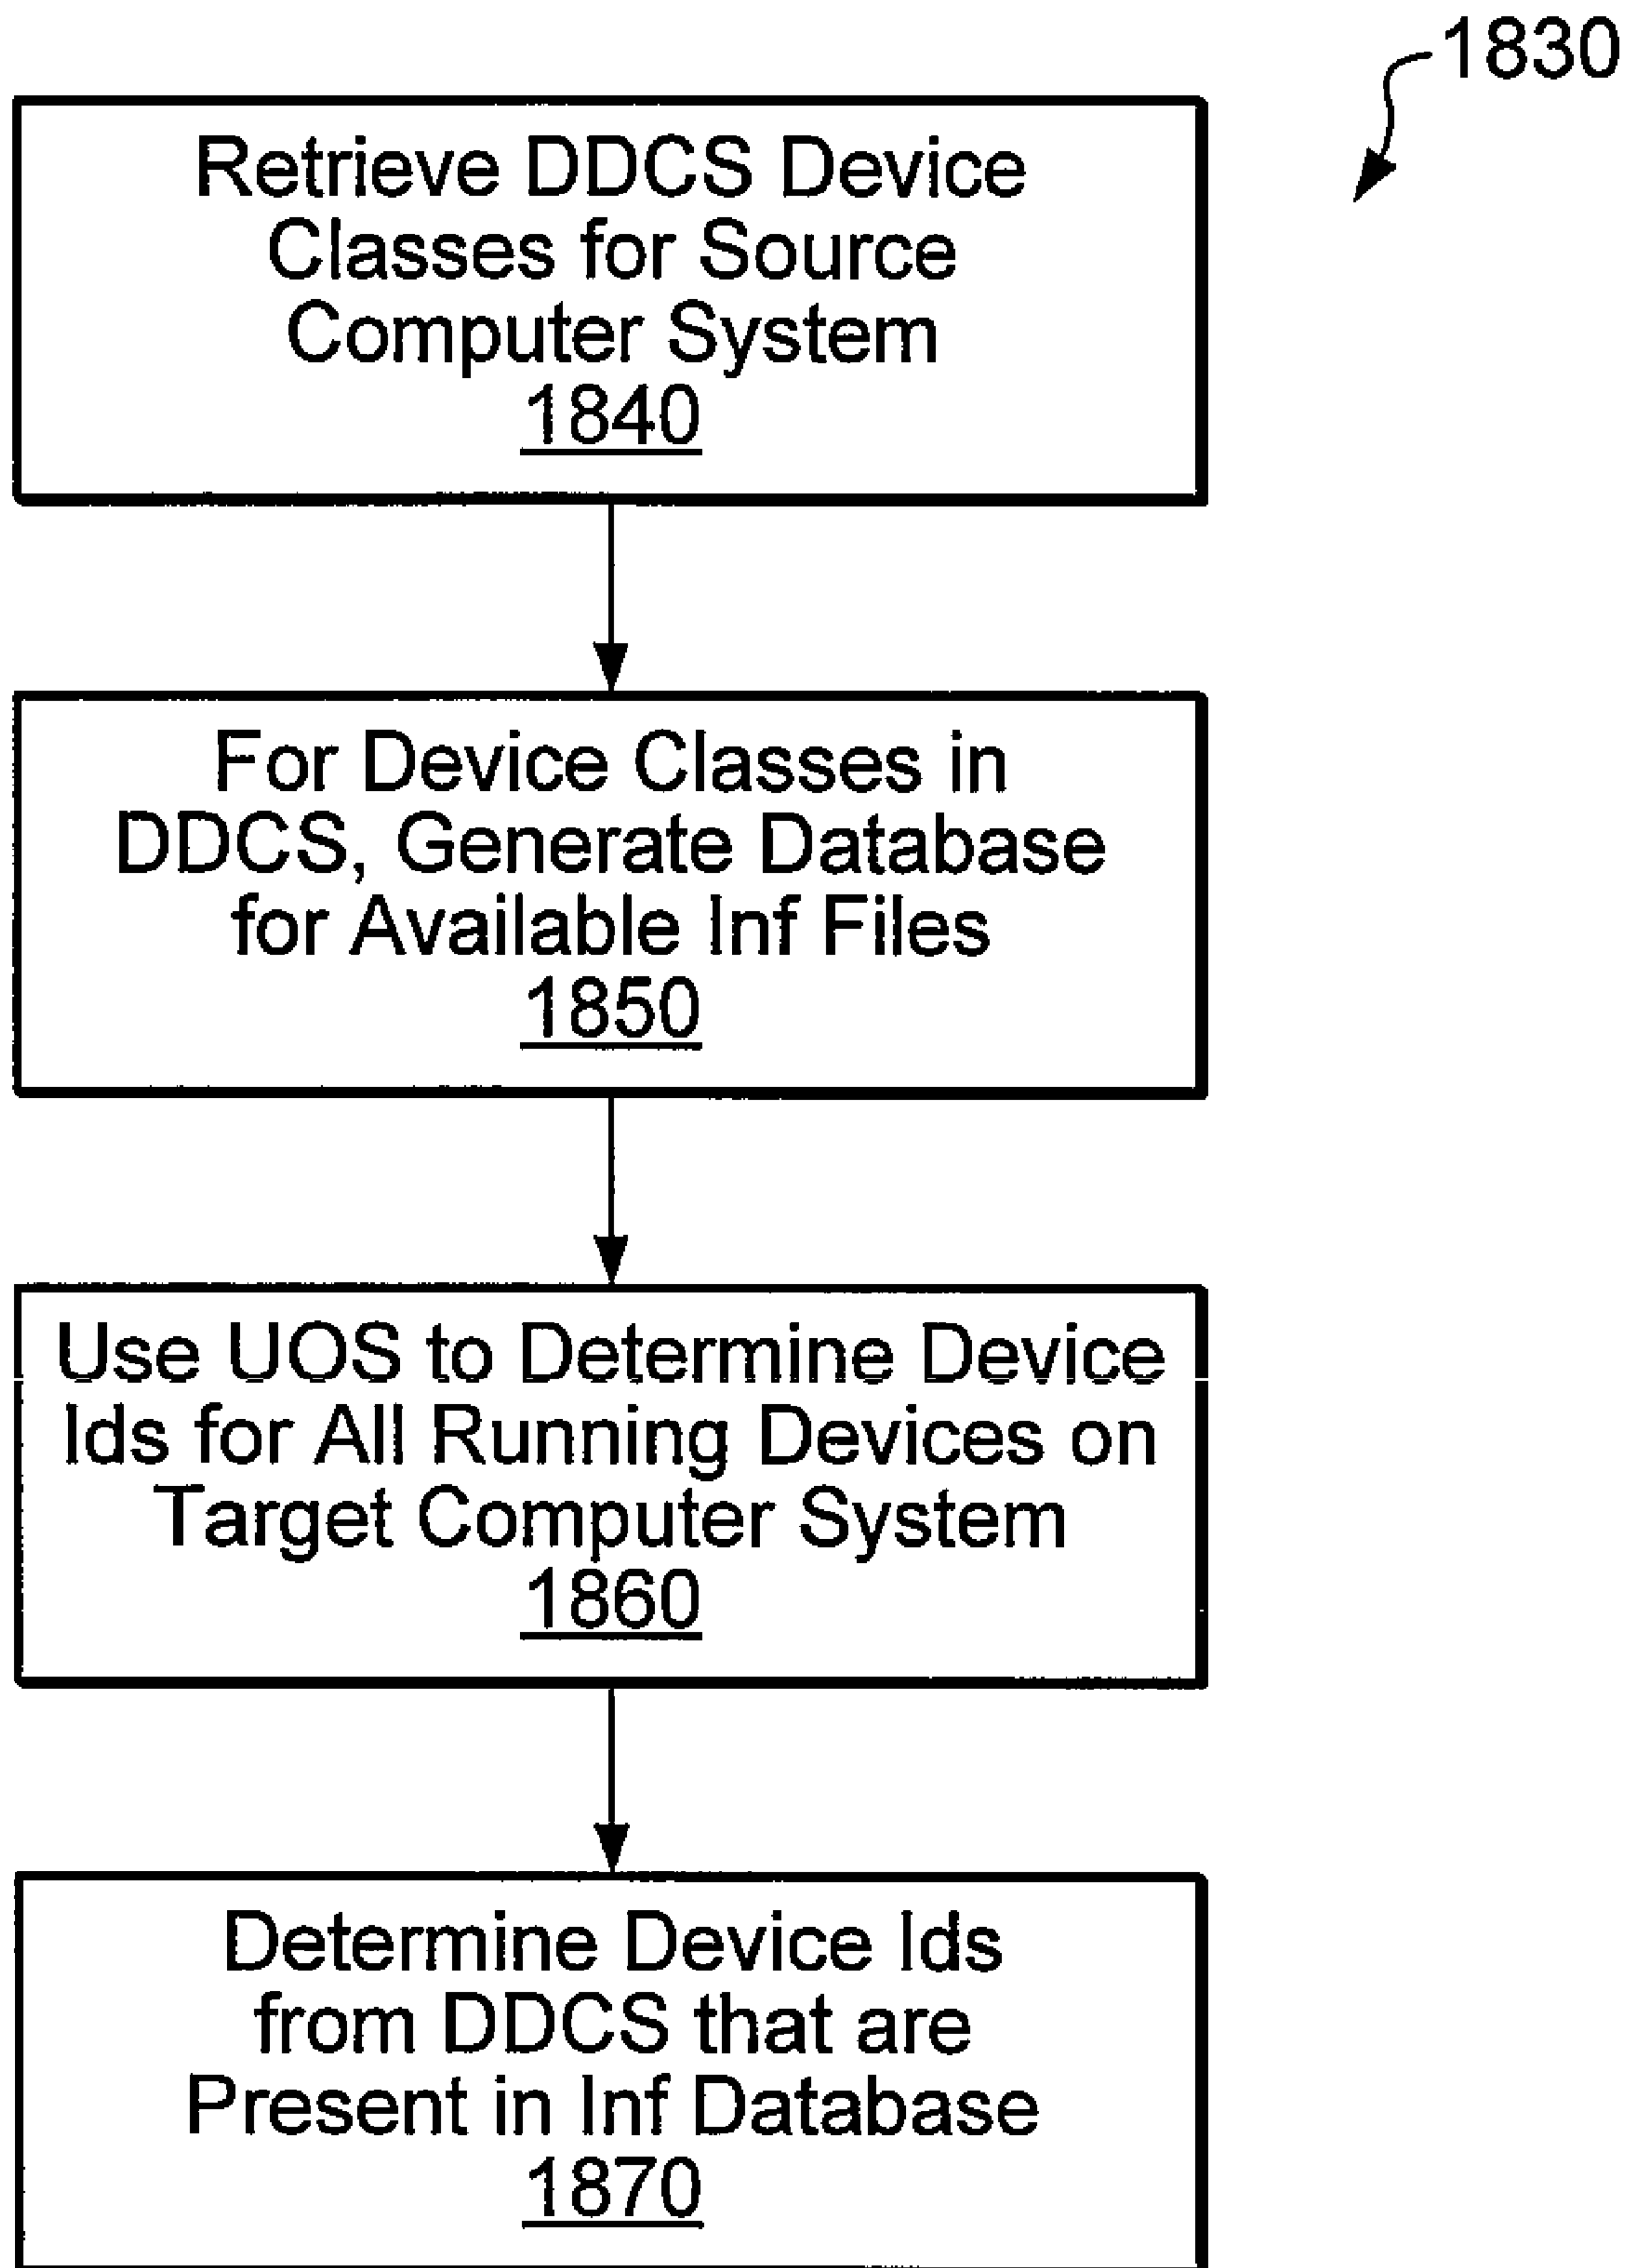 1830
Retrieve DDCS Device
Classes for Source
Computer System
1840
For Device Classes in
DDCS, Generate Database
for Available Inf Files
1850
Use UOS to Determine Device
Ids for All Running Devices on
Target Computer System
1860
Determine Device Ids
from DDCS that are
Present in Inf Database
1870